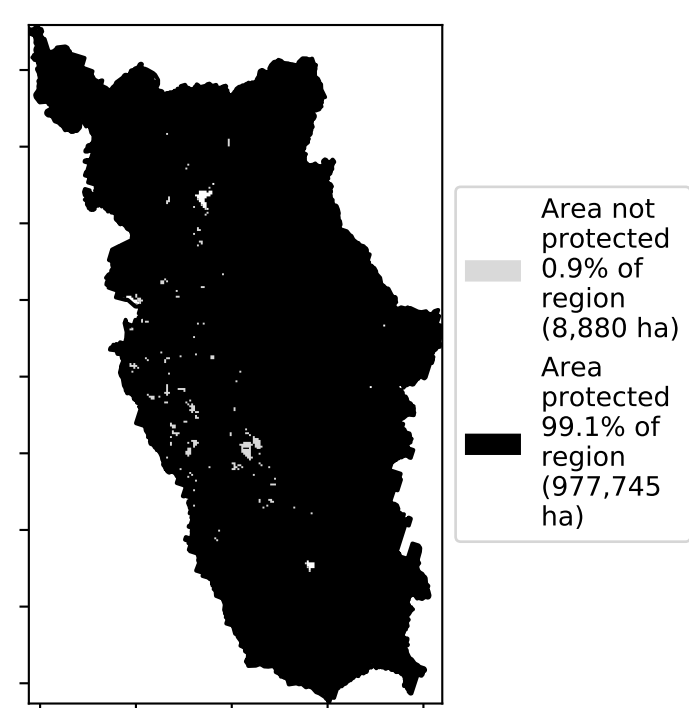 Area not
protected
0.9% of
region
(8,880 ha)
Area
protected
99.1% of
region
(977,745
ha)